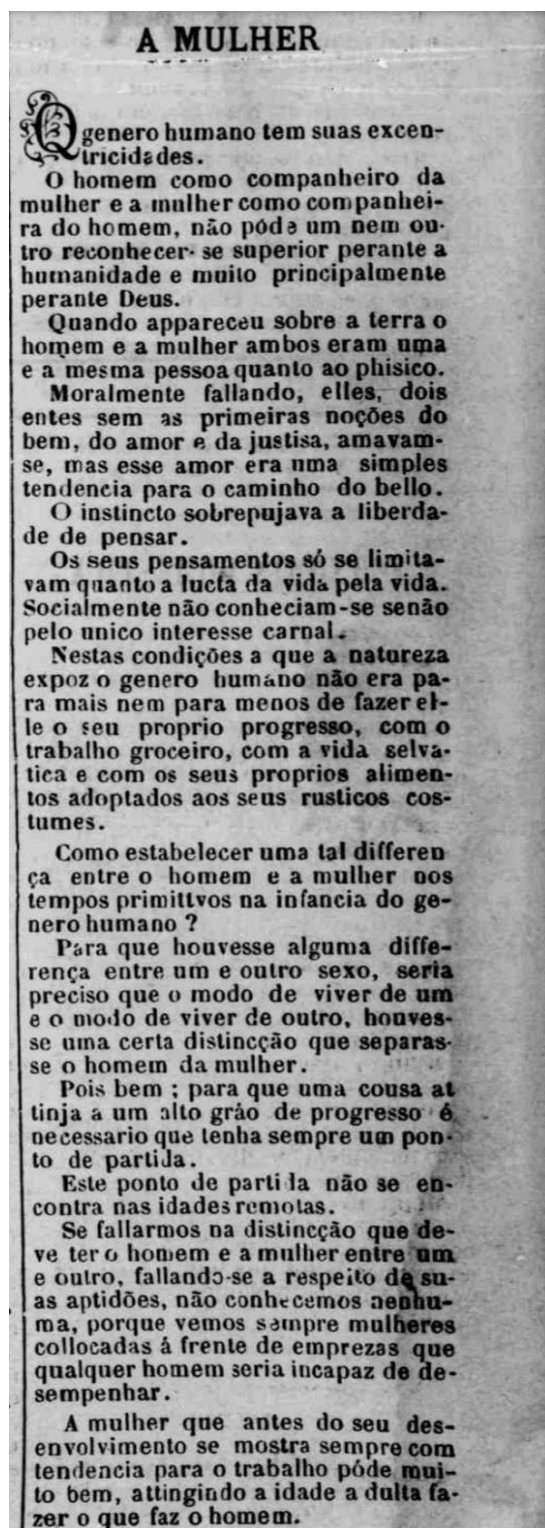 A MULHER
O genero humano tem suas excen-
tricidades.
O homem como companheiro da
mulher e a mulher como companhei-
ra do homem, não póde um nem ou-
tro reconhecer-se superior perante a
humanidade e muito principalmente
perante Deus.
Quando appareceu sobre a terra o
homem e a mulher ambos eram uma
e a mesma pessoa quanto ao phisico.
Moralmente fallando, elles, dois
entes sem as primeiras noções do
bem, do amor e da justisa, amavam-
se, mas esse amor era uma simples
tendencia para o caminho do bello.
O instincto sobrepujava a liberda-
de de pensar.
Os seus pensamentos só se limita-
vam quanto a lucta da vida pela vida.
Socialmente não conheciam-se senão
pelo unico interesse carnal.
Nestas condições a que a natureza
expoz o genero humano não era pa-
ra mais nem para menos de fazer el-
le o seu proprio progresso, com o
trabalho groceiro, com a vida selva-
tica e com os seus proprios alimen-
tos adoptados aos seus rusticos cos-
tumes.
Como estabelecer uma tal differen
ça entre o homem e a mulher nos
tempos primittvos na infancia do ge-
nero humano ?
Para que houvesse alguma diffe-
rença entre um e outro sexo, seria
preciso que o modo de viver de um
e o modo de viver de outro, houves-
se uma certa distincção que separas-
se o homem da mulher.
Pois bem ; para que uma cousa at
tinja a um alto gráo de progresso é
necessario que tenha sempre um pon-
to de partida.
Este ponto de partida não se en-
contra nas idades remotas.
Se fallarmos na distincção que de-
ve ter o homem e a mulher entre um
e outro, fallando-se a respeito de su-
as aptidões, não conhecemos nenhu-
ma, porque vemos sempre mulheres
collocadas á frente de emprezas que
qualquer homem seria incapaz de de-
sempenhar.
A mulher que antes do seu des-
envolvimento se mostra sempre com
tendencia para o trabalho póde mui-
to bem, attingindo a idade a dulta fa-
zer o que faz o homem.